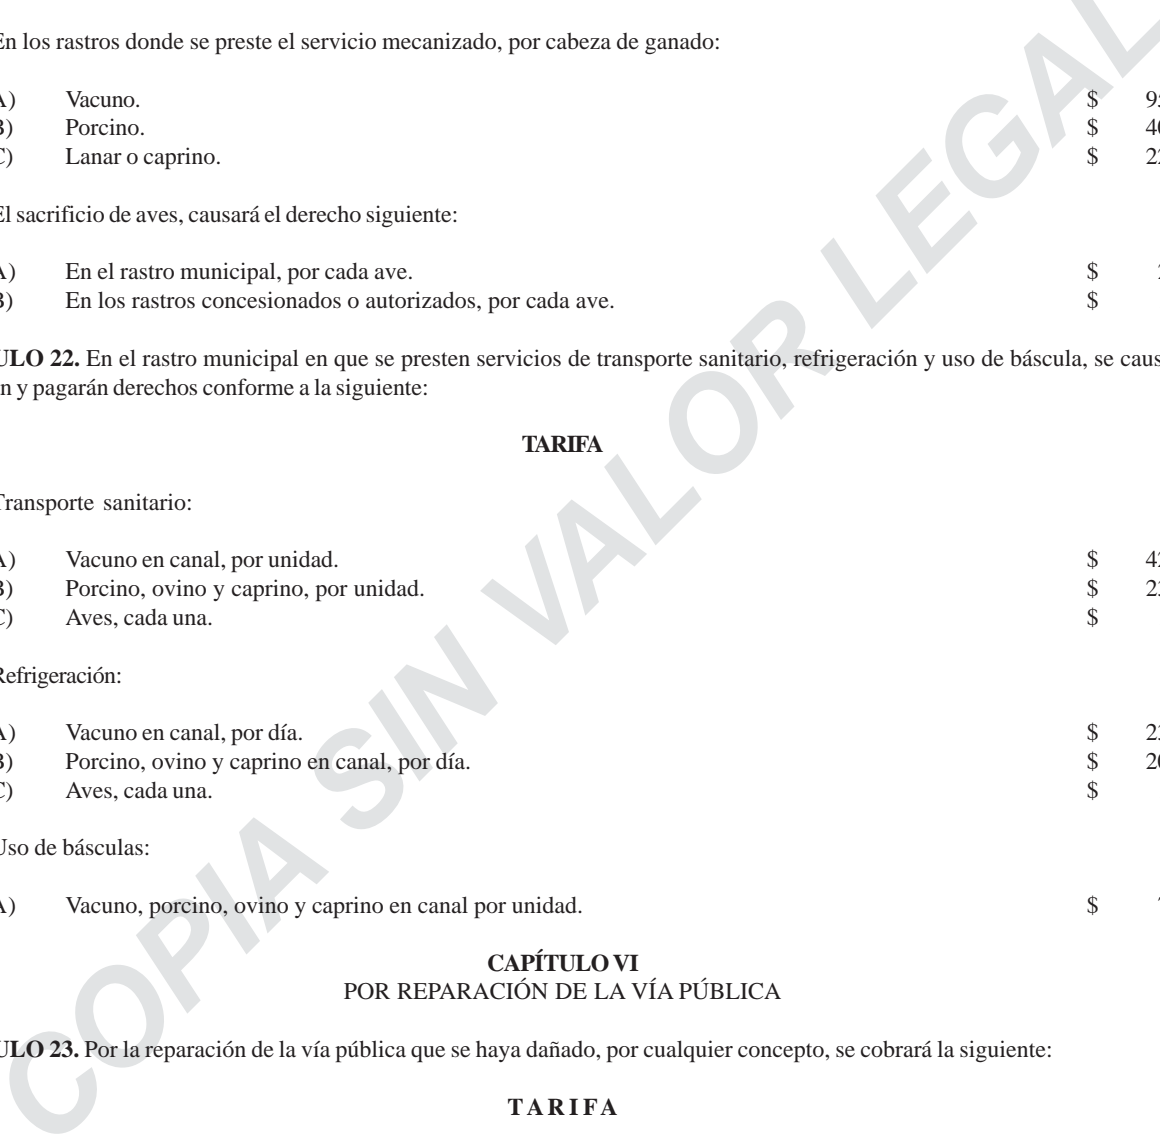 En los rastros donde se preste el servicio mecanizado, por cabeza de ganado:
A) Vacuno. $
B) Porcino. $
C) Lanar o caprino. $
El sacrificio de aves, causará el derecho siguiente:
A) En el rastro municipal, por cada ave. $
B) En los rastros concesionados o autorizados, por cada ave. $
ULO 22. En el rastro municipal en que se presten servicios de transporte sanitario, refrigeración y uso de báscula, se caus
n y pagarán derechos conforme a la siguiente:
TARIFA
Transporte sanitario:
A) Vacuno en canal, por unidad. $
B) Porcino, ovino y caprino, por unidad. $
C) Aves, cada una. $
Refrigeración:
A) Vacuno en canal, por día. $
B) Porcino, ovino y caprino en canal, por día. $
C) Aves, cada una. $
Uso de básculas:
A) Vacuno, porcino, ovino y caprino en canal por unidad. $
CAPÍTULO VI
POR REPARACIÓN DE LA VÍA PÚBLICA
ULO 23. Por la reparación de la vía pública que se haya dañado, por cualquier concepto, se cobrará la siguiente:
TARIFA
COPIA SIN VALOR LEGAL